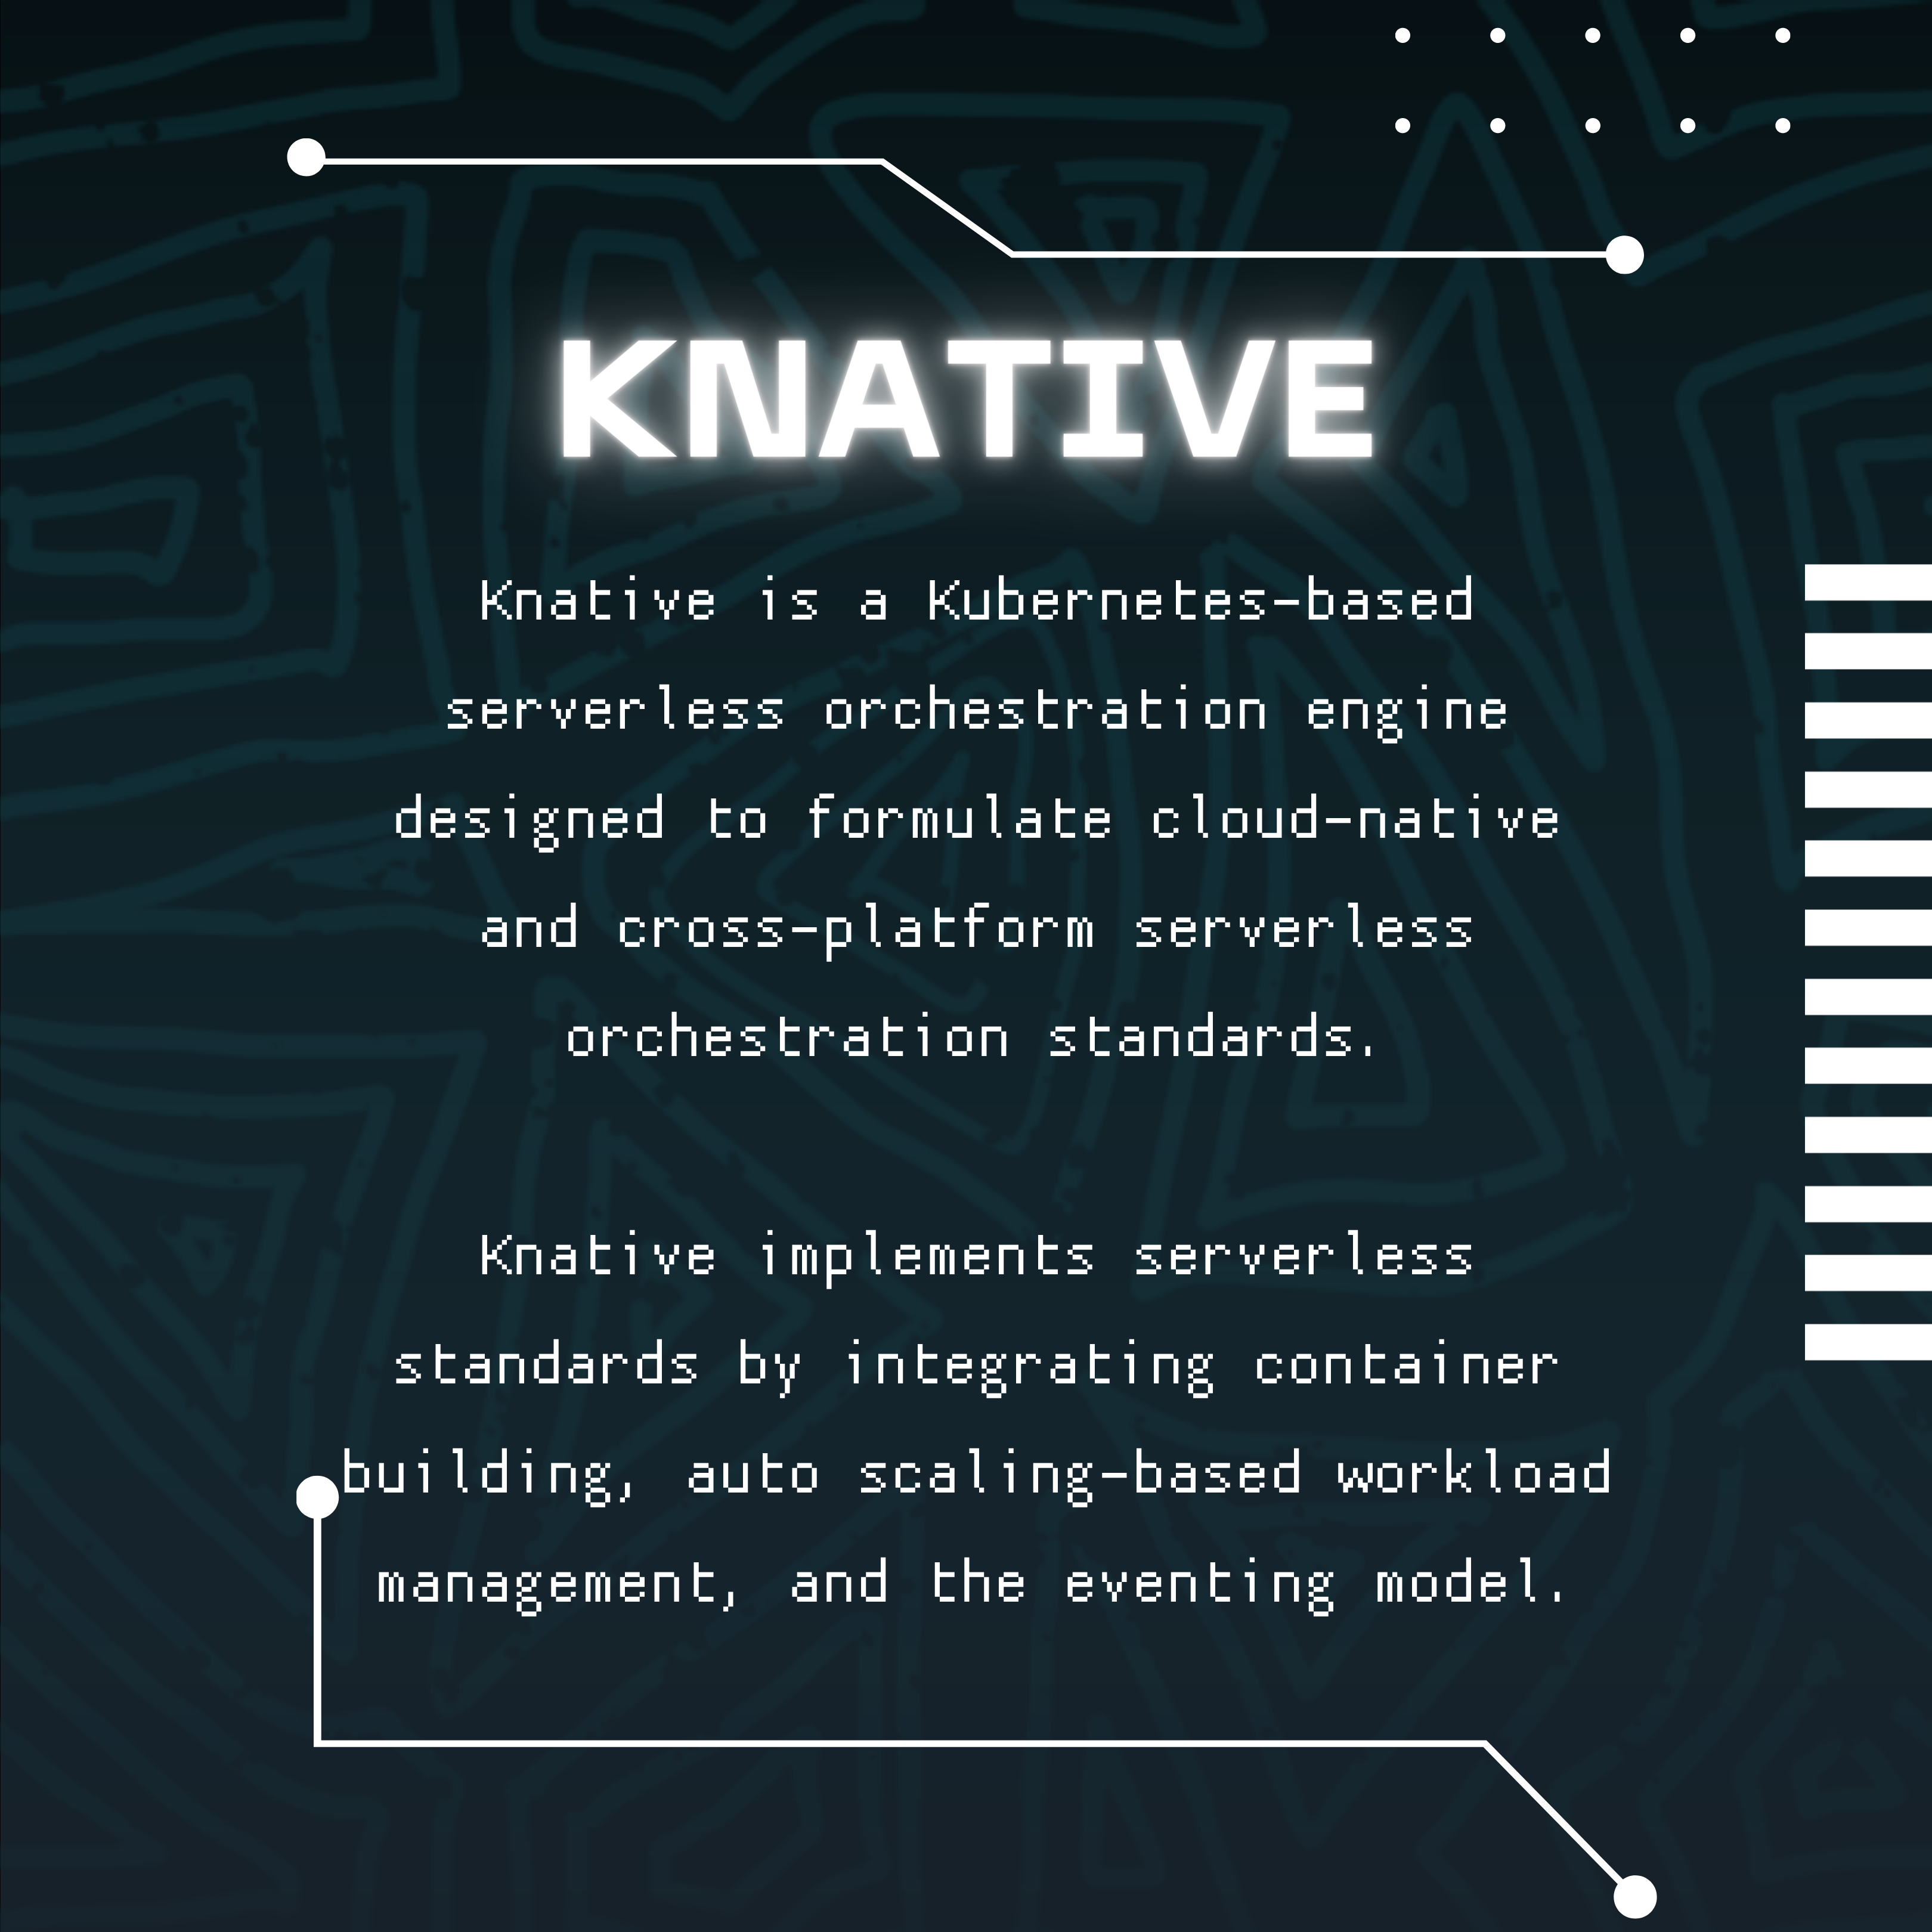 KNATIVE
Knative is a Kubernetes-based
serverless orchestration engine
designed to formulate cloud-native
and cross-platform serverless
orchestration standards.
Knative implements serverless
standards by integrating container
building, auto scaling-based workload
management, and the eventing model.